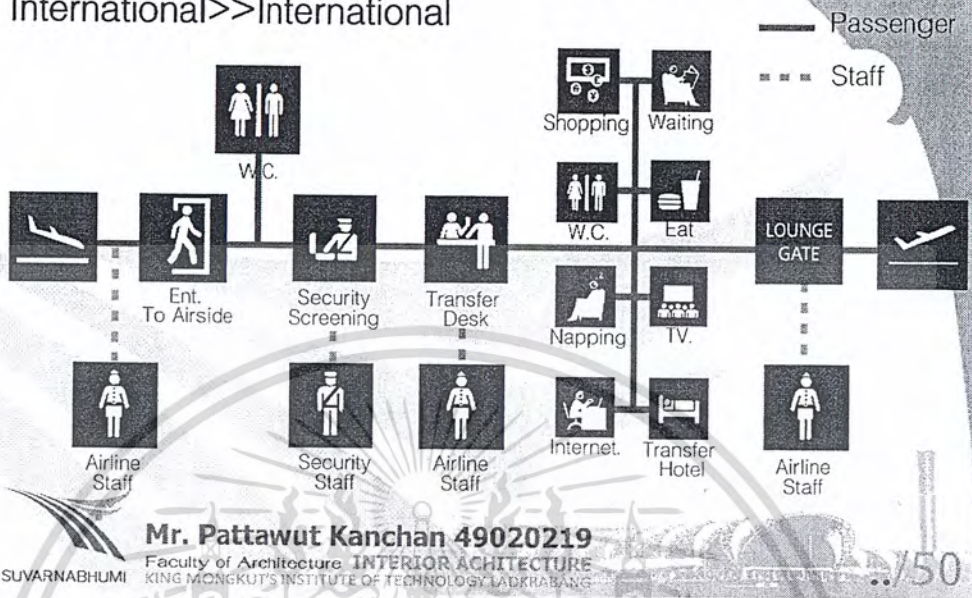 International>>International
Passenger
Staff
W.C.
Shopping
Waiting
W.C.
Eat
LOUNGE
GATE
Ent.
To Airside
Security
Screening
Transfer
Desk
Napping
TV.
Airline
Staff
Security
Staff
Airline
Staff
Internet.
Transfer
Hotel
Airline
Staff
SUVARNABHUMI
Mr. Pattawut Kanchan 49020219
Faculty of Architecture INTERIOR ACHITECTURE
KING MONGKUT'S INSTITUTE OF TECHNOLOGY LADKRABANG
../50